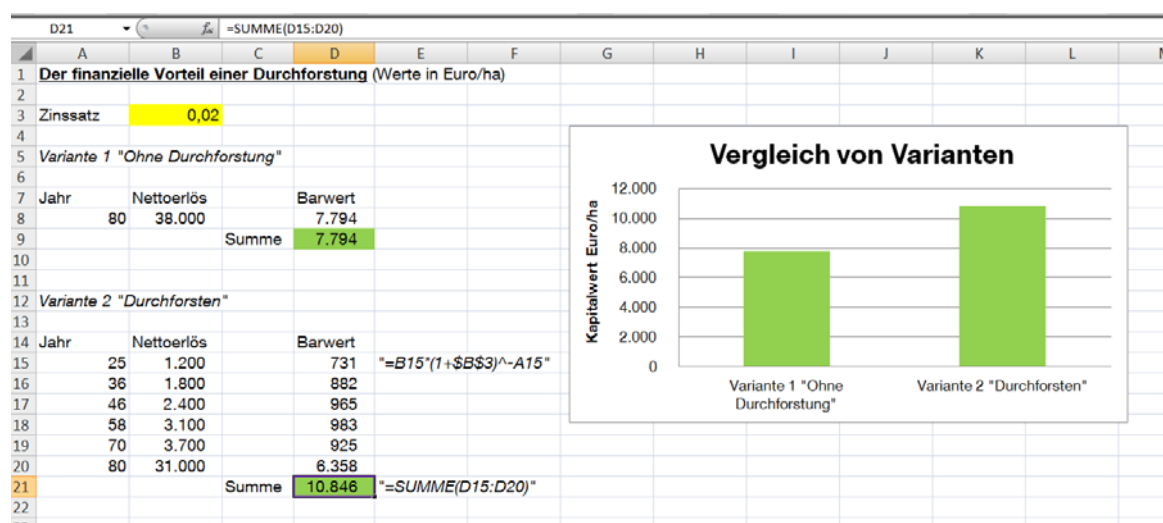 D21 fx =SUMME(D15:D20)
A B C D E F G H I J K L
1 Der finanzielle Vorteil einer Durchforstung (Werte in Euro/ha)
2
3 Zinssatz 0,02
4
5 Variante 1 "Ohne Durchforstung"
6
7 Jahr Nettoerlös Barwert
8 80 38.000 7.794
9 Summe 7.794
10
11
12 Variante 2 "Durchforsten"
13
14 Jahr Nettoerlös Barwert
15 25 1.200 731 "=B15*(1+$B$3)^-A15"
16 36 1.800 882
17 46 2.400 965
18 58 3.100 983
19 70 3.700 925
20 80 31.000 6.358
21 Summe 10.846 "=SUMME(D15:D20)"
22
Vergleich von Varianten
Kapitalwert Euro/ha
12.000
10.000
8.000
6.000
4.000
2.000
0
Variante 1 "Ohne
Durchforstung"
Variante 2 "Durchforsten"